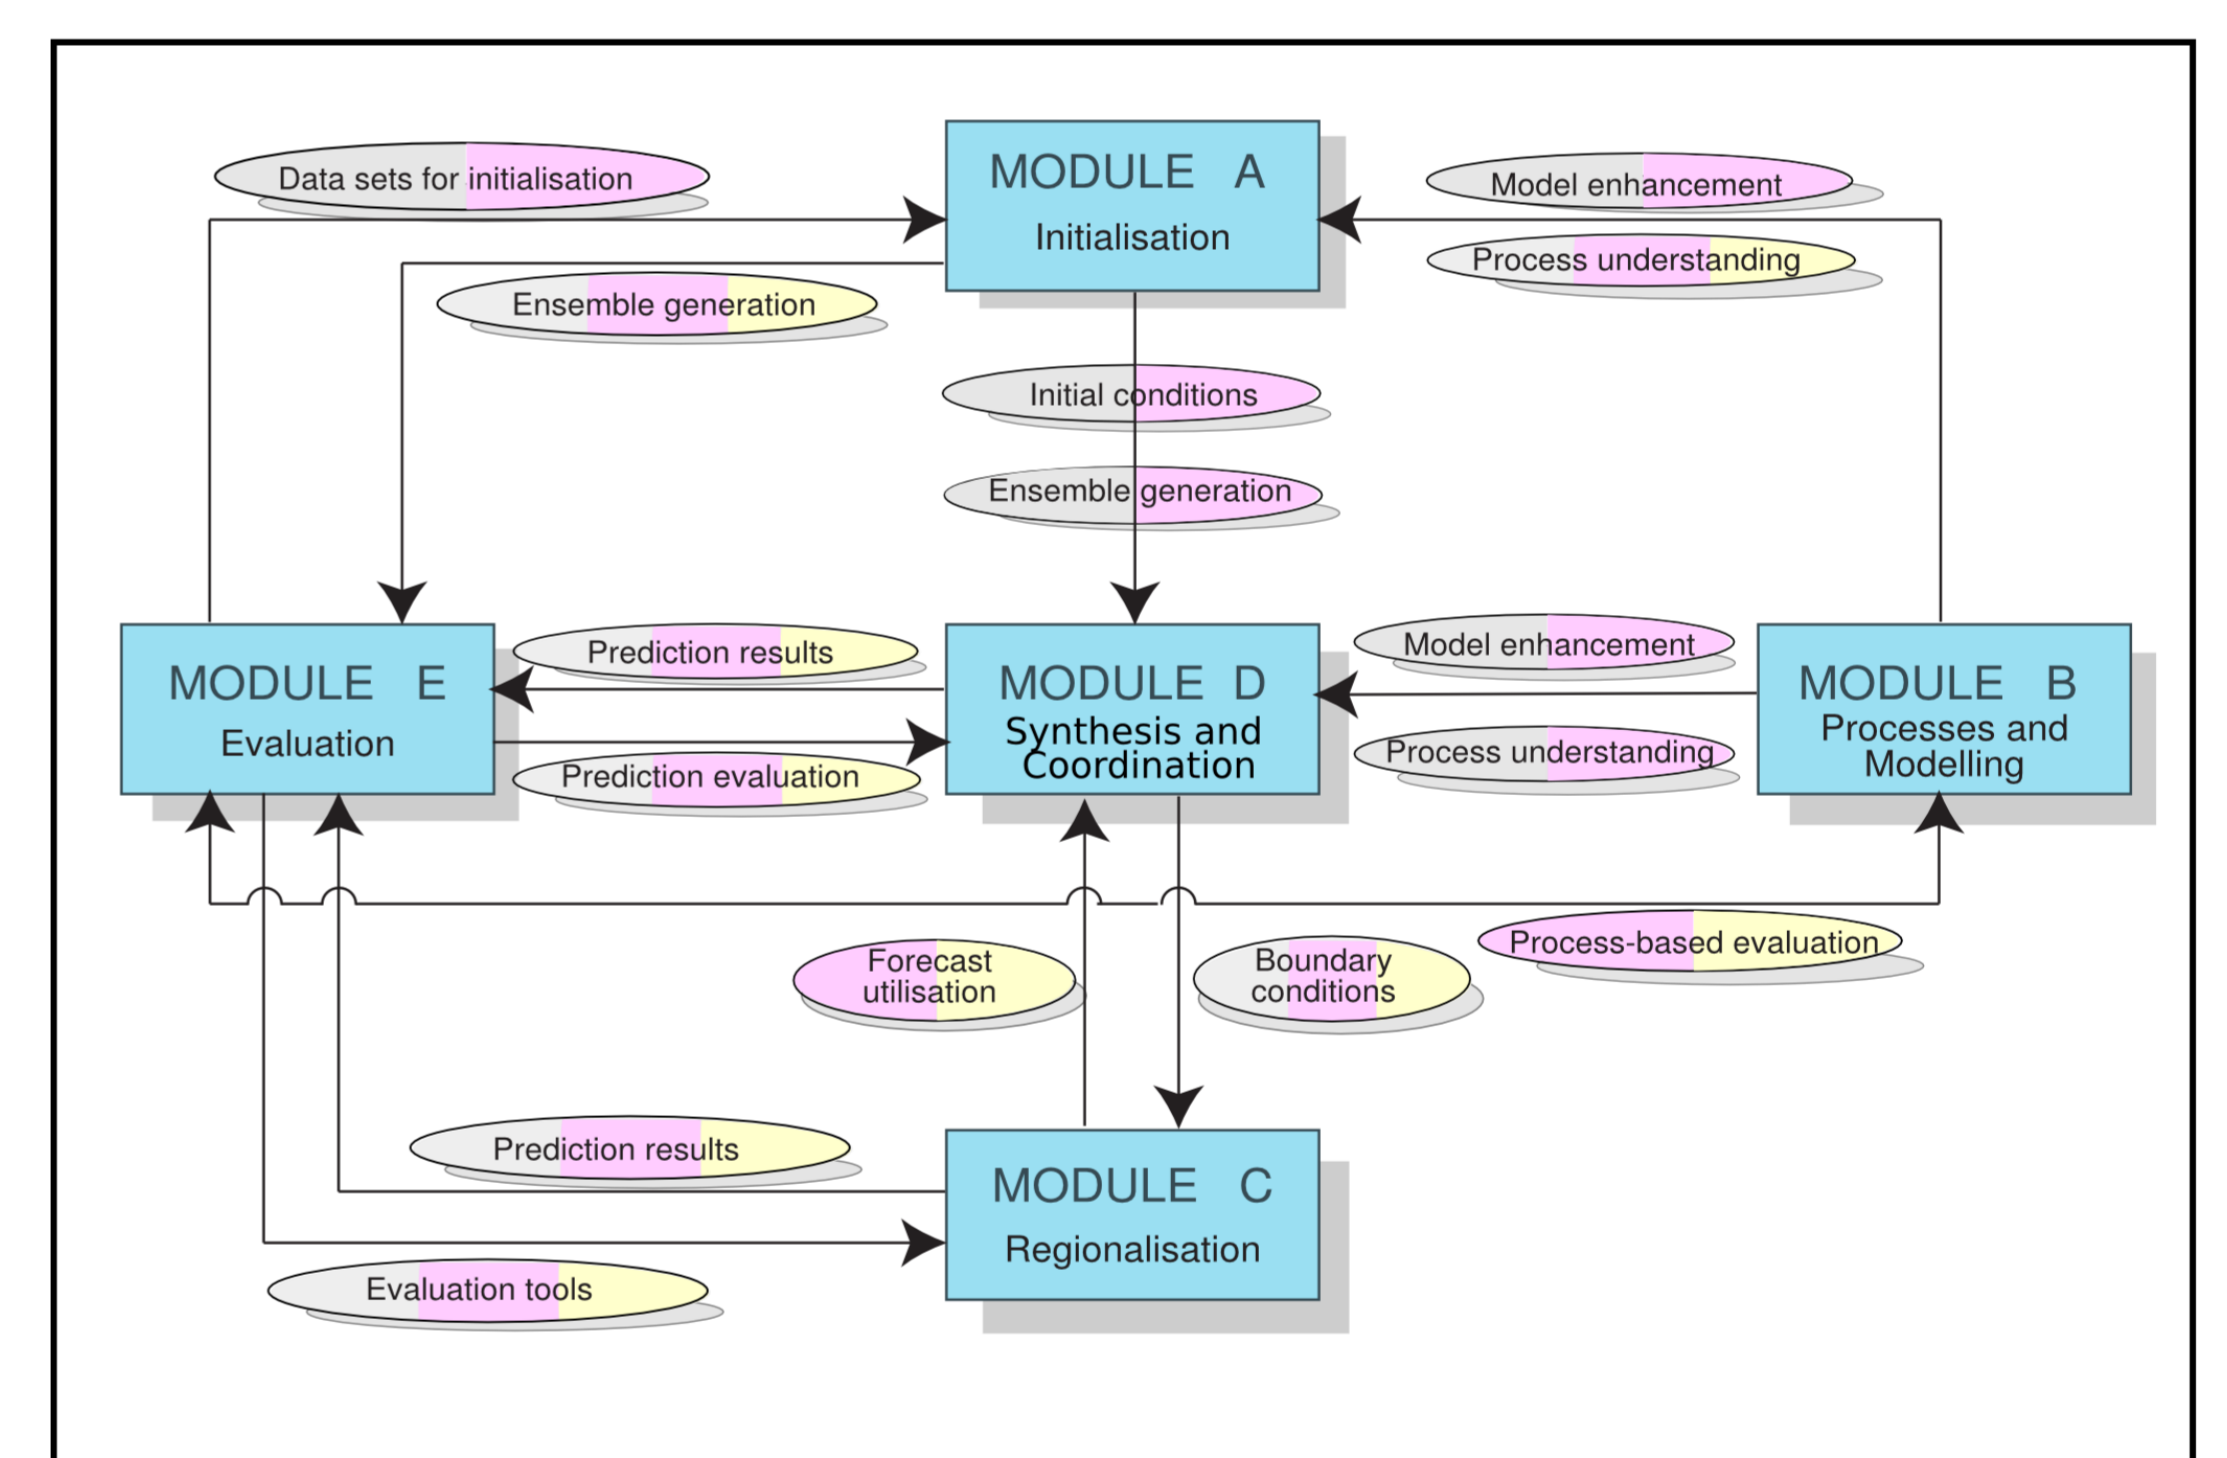 MODULE A
Initialisation
Data sets for initialisation
Model enhancement
Process understanding
Ensemble generation
Initial conditions
Ensemble generation
MODULE E
Evaluation
Prediction results
Prediction evaluation
MODULE D
Synthesis and
Coordination
Model enhancement
Process understanding
MODULE B
Processes and
Modelling
Forecast
utilisation
Boundary
conditions
Process-based evaluation
Prediction results
MODULE C
Regionalisation
Evaluation tools